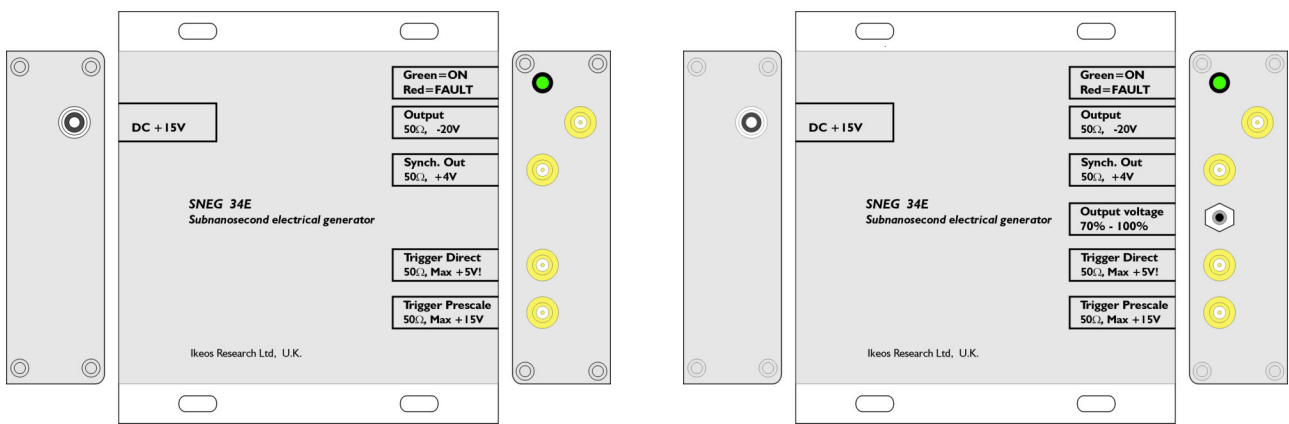 Green=ON
Red=FAULT
Output
50Ω, -20V
DC +15V
Synch. Out
50Ω, +4V
SNEG 34E
Subnanosecond electrical generator
Trigger Direct
50Ω, Max +5V!
Trigger Prescale
50Ω, Max +15V
Ikeos Research Ltd, U.K.
Green=ON
Red=FAULT
Output
50Ω, -20V
DC +15V
Synch. Out
50Ω, +4V
SNEG 34E
Subnanosecond electrical generator
Output voltage
70% - 100%
Trigger Direct
50Ω, Max +5V!
Trigger Prescale
50Ω, Max +15V
Ikeos Research Ltd, U.K.